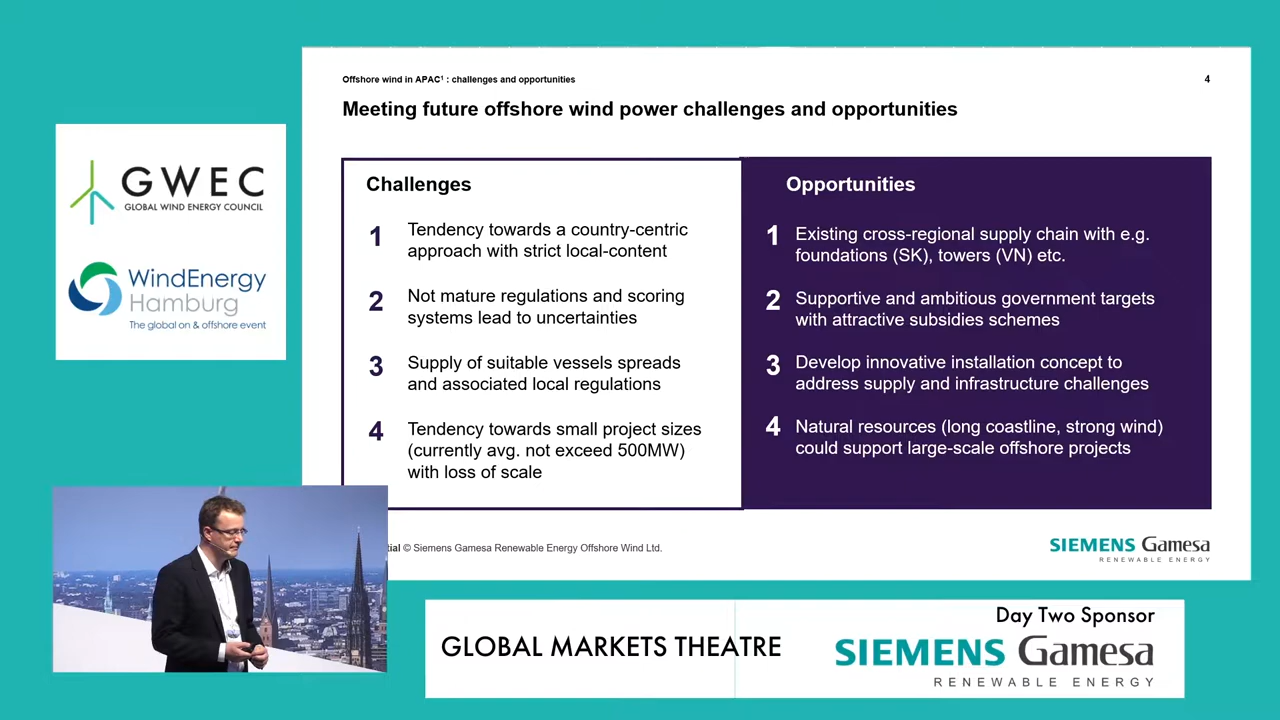 Offshore wind in APAC¹ : challenges and opportunities
4
Meeting future offshore wind power challenges and opportunities
GWEC
GLOBAL WIND ENERGY COUNCIL
WindEnergy
Hamburg
The global on & offshore event
Challenges
1 Tendency towards a country-centric
approach with strict local-content
2 Not mature regulations and scoring
systems lead to uncertainties
3 Supply of suitable vessels spreads
and associated local regulations
4 Tendency towards small project sizes
(currently avg. not exceed 500MW)
with loss of scale
Opportunities
1 Existing cross-regional supply chain with e.g.
foundations (SK), towers (VN) etc.
2 Supportive and ambitious government targets
with attractive subsidies schemes
3 Develop innovative installation concept to
address supply and infrastructure challenges
4 Natural resources (long coastline, strong wind)
could support large-scale offshore projects
© Siemens Gamesa Renewable Energy Offshore Wind Ltd.
SIEMENS Gamesa
RENEWABLE ENERGY
GLOBAL MARKETS THEATRE
Day Two Sponsor
SIEMENS Gamesa
RENEWABLE ENERGY